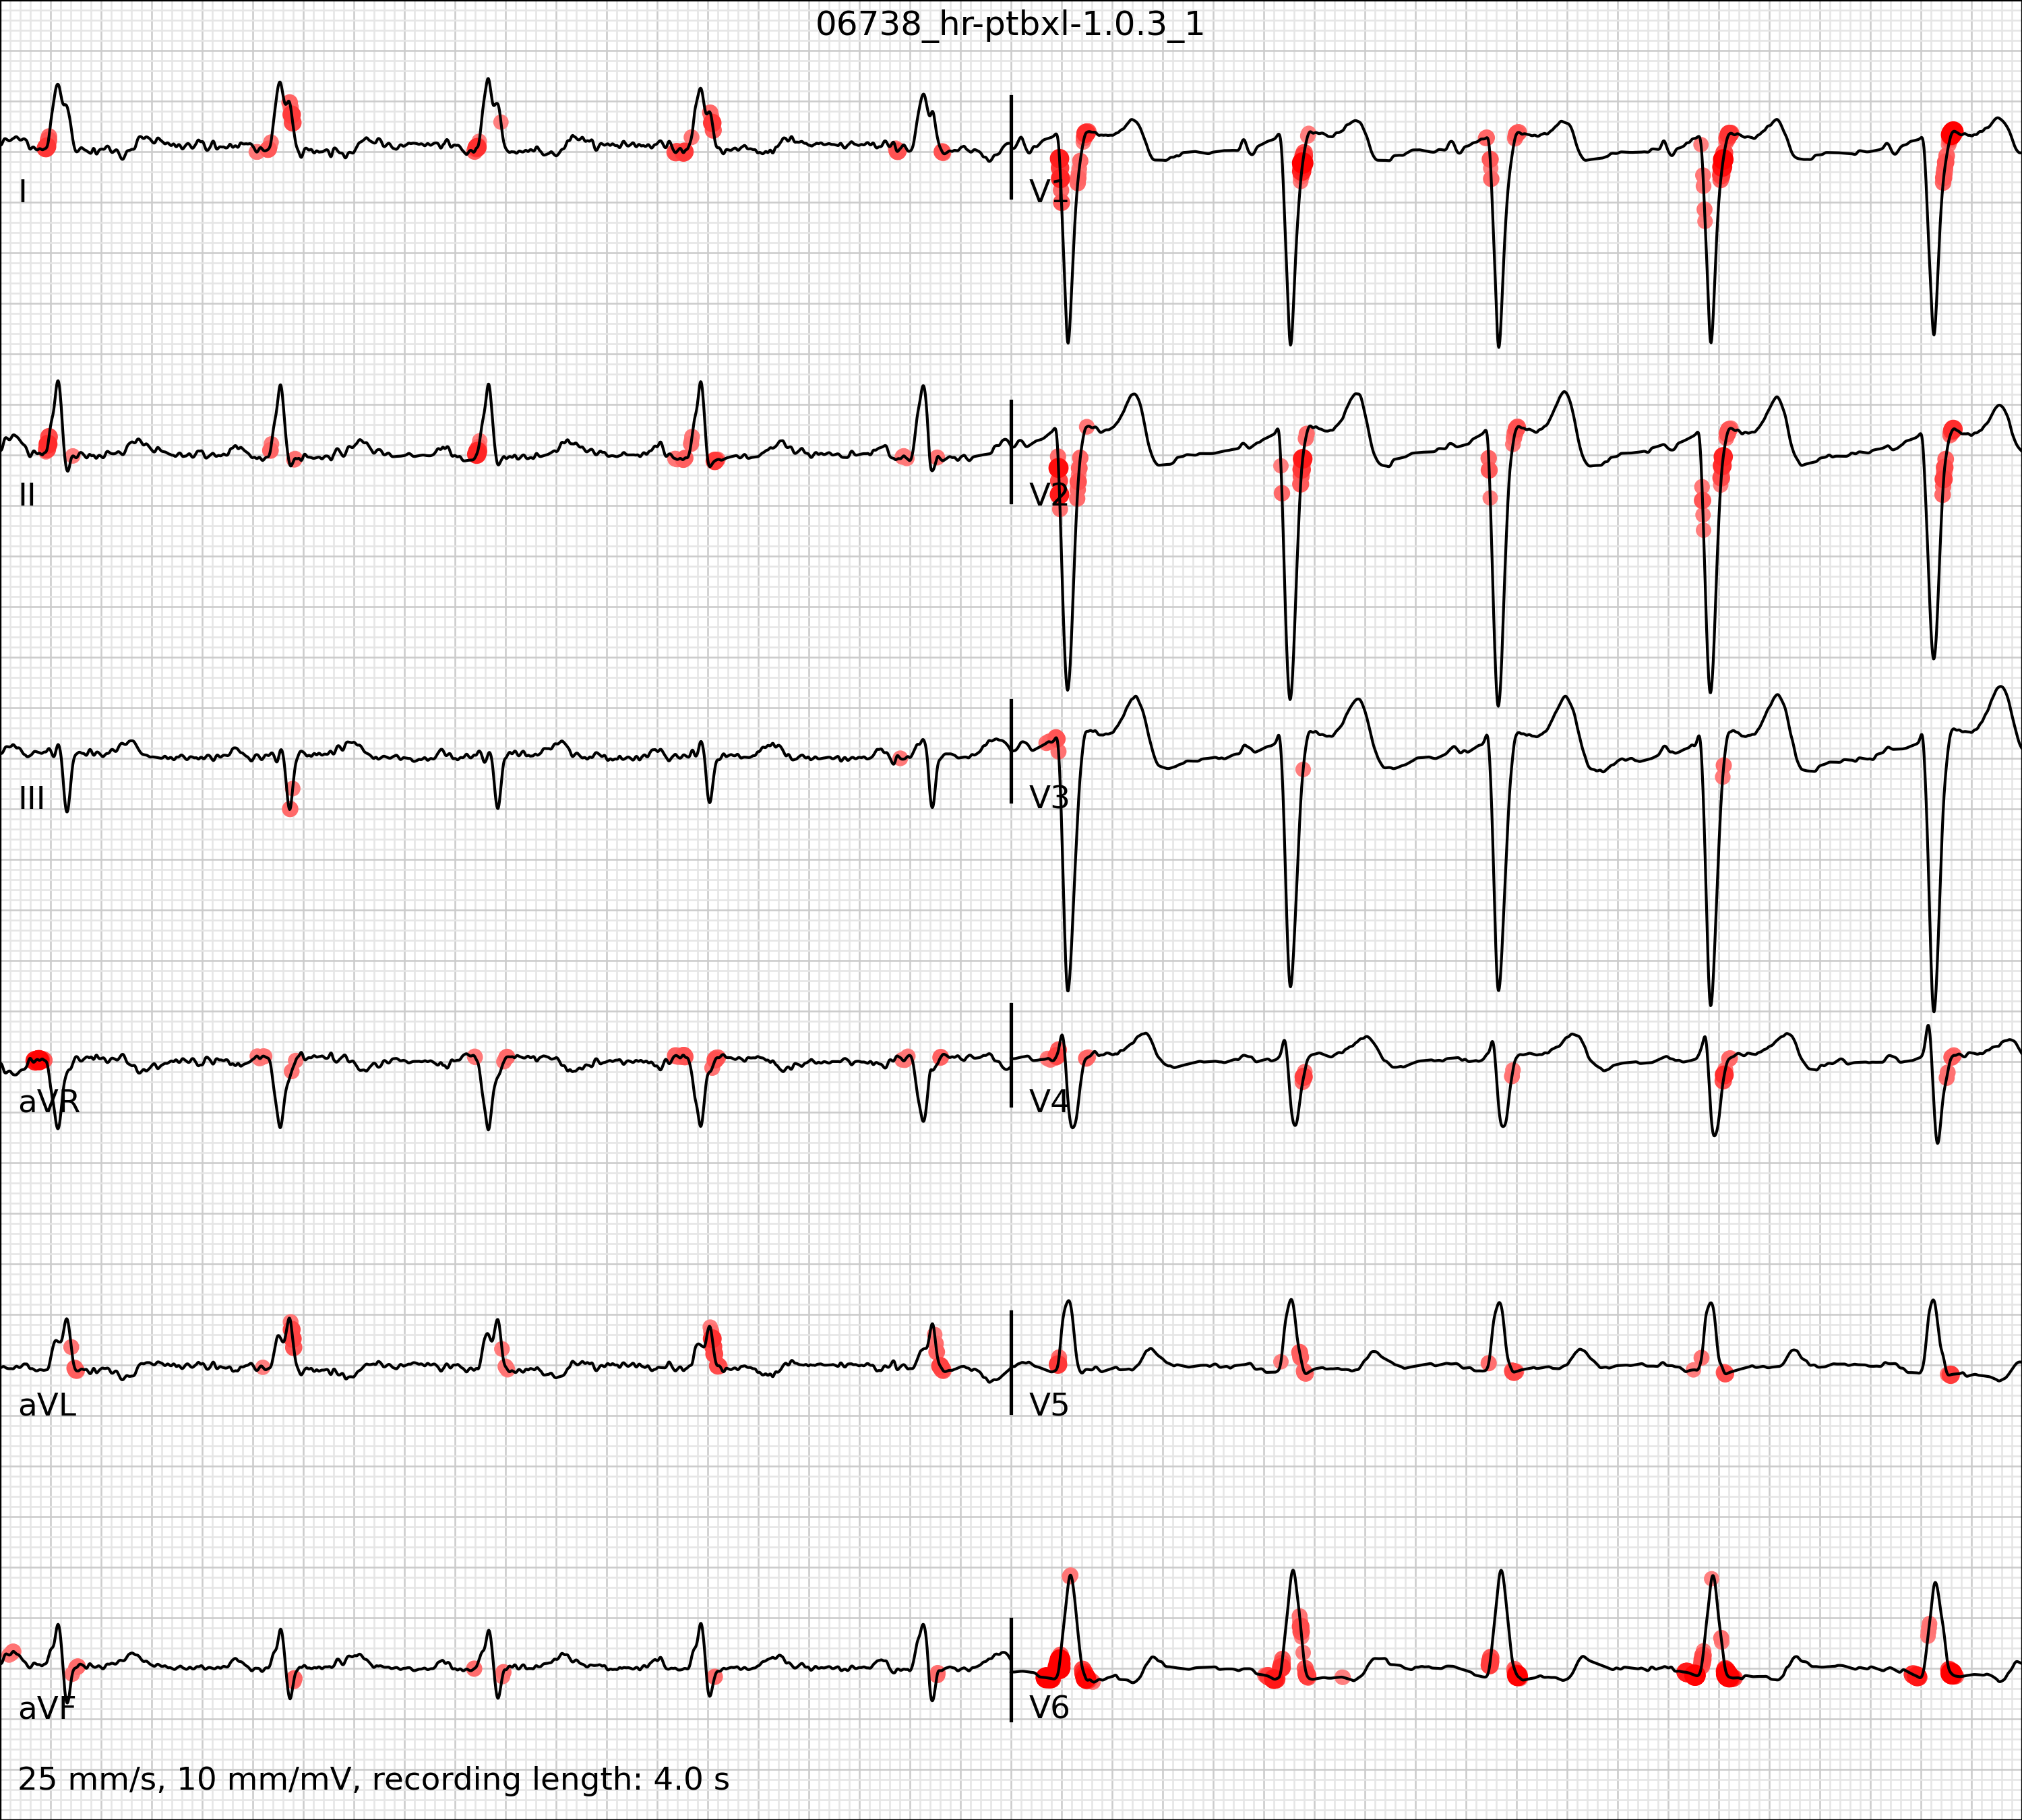 06738_hr-ptbxl-1.0.3_1
I
V1
II
V2
III
V3
aVR
V4
aVL
V5
aVF
V6
25 mm/s, 10 mm/mV, recording length: 4.0 s